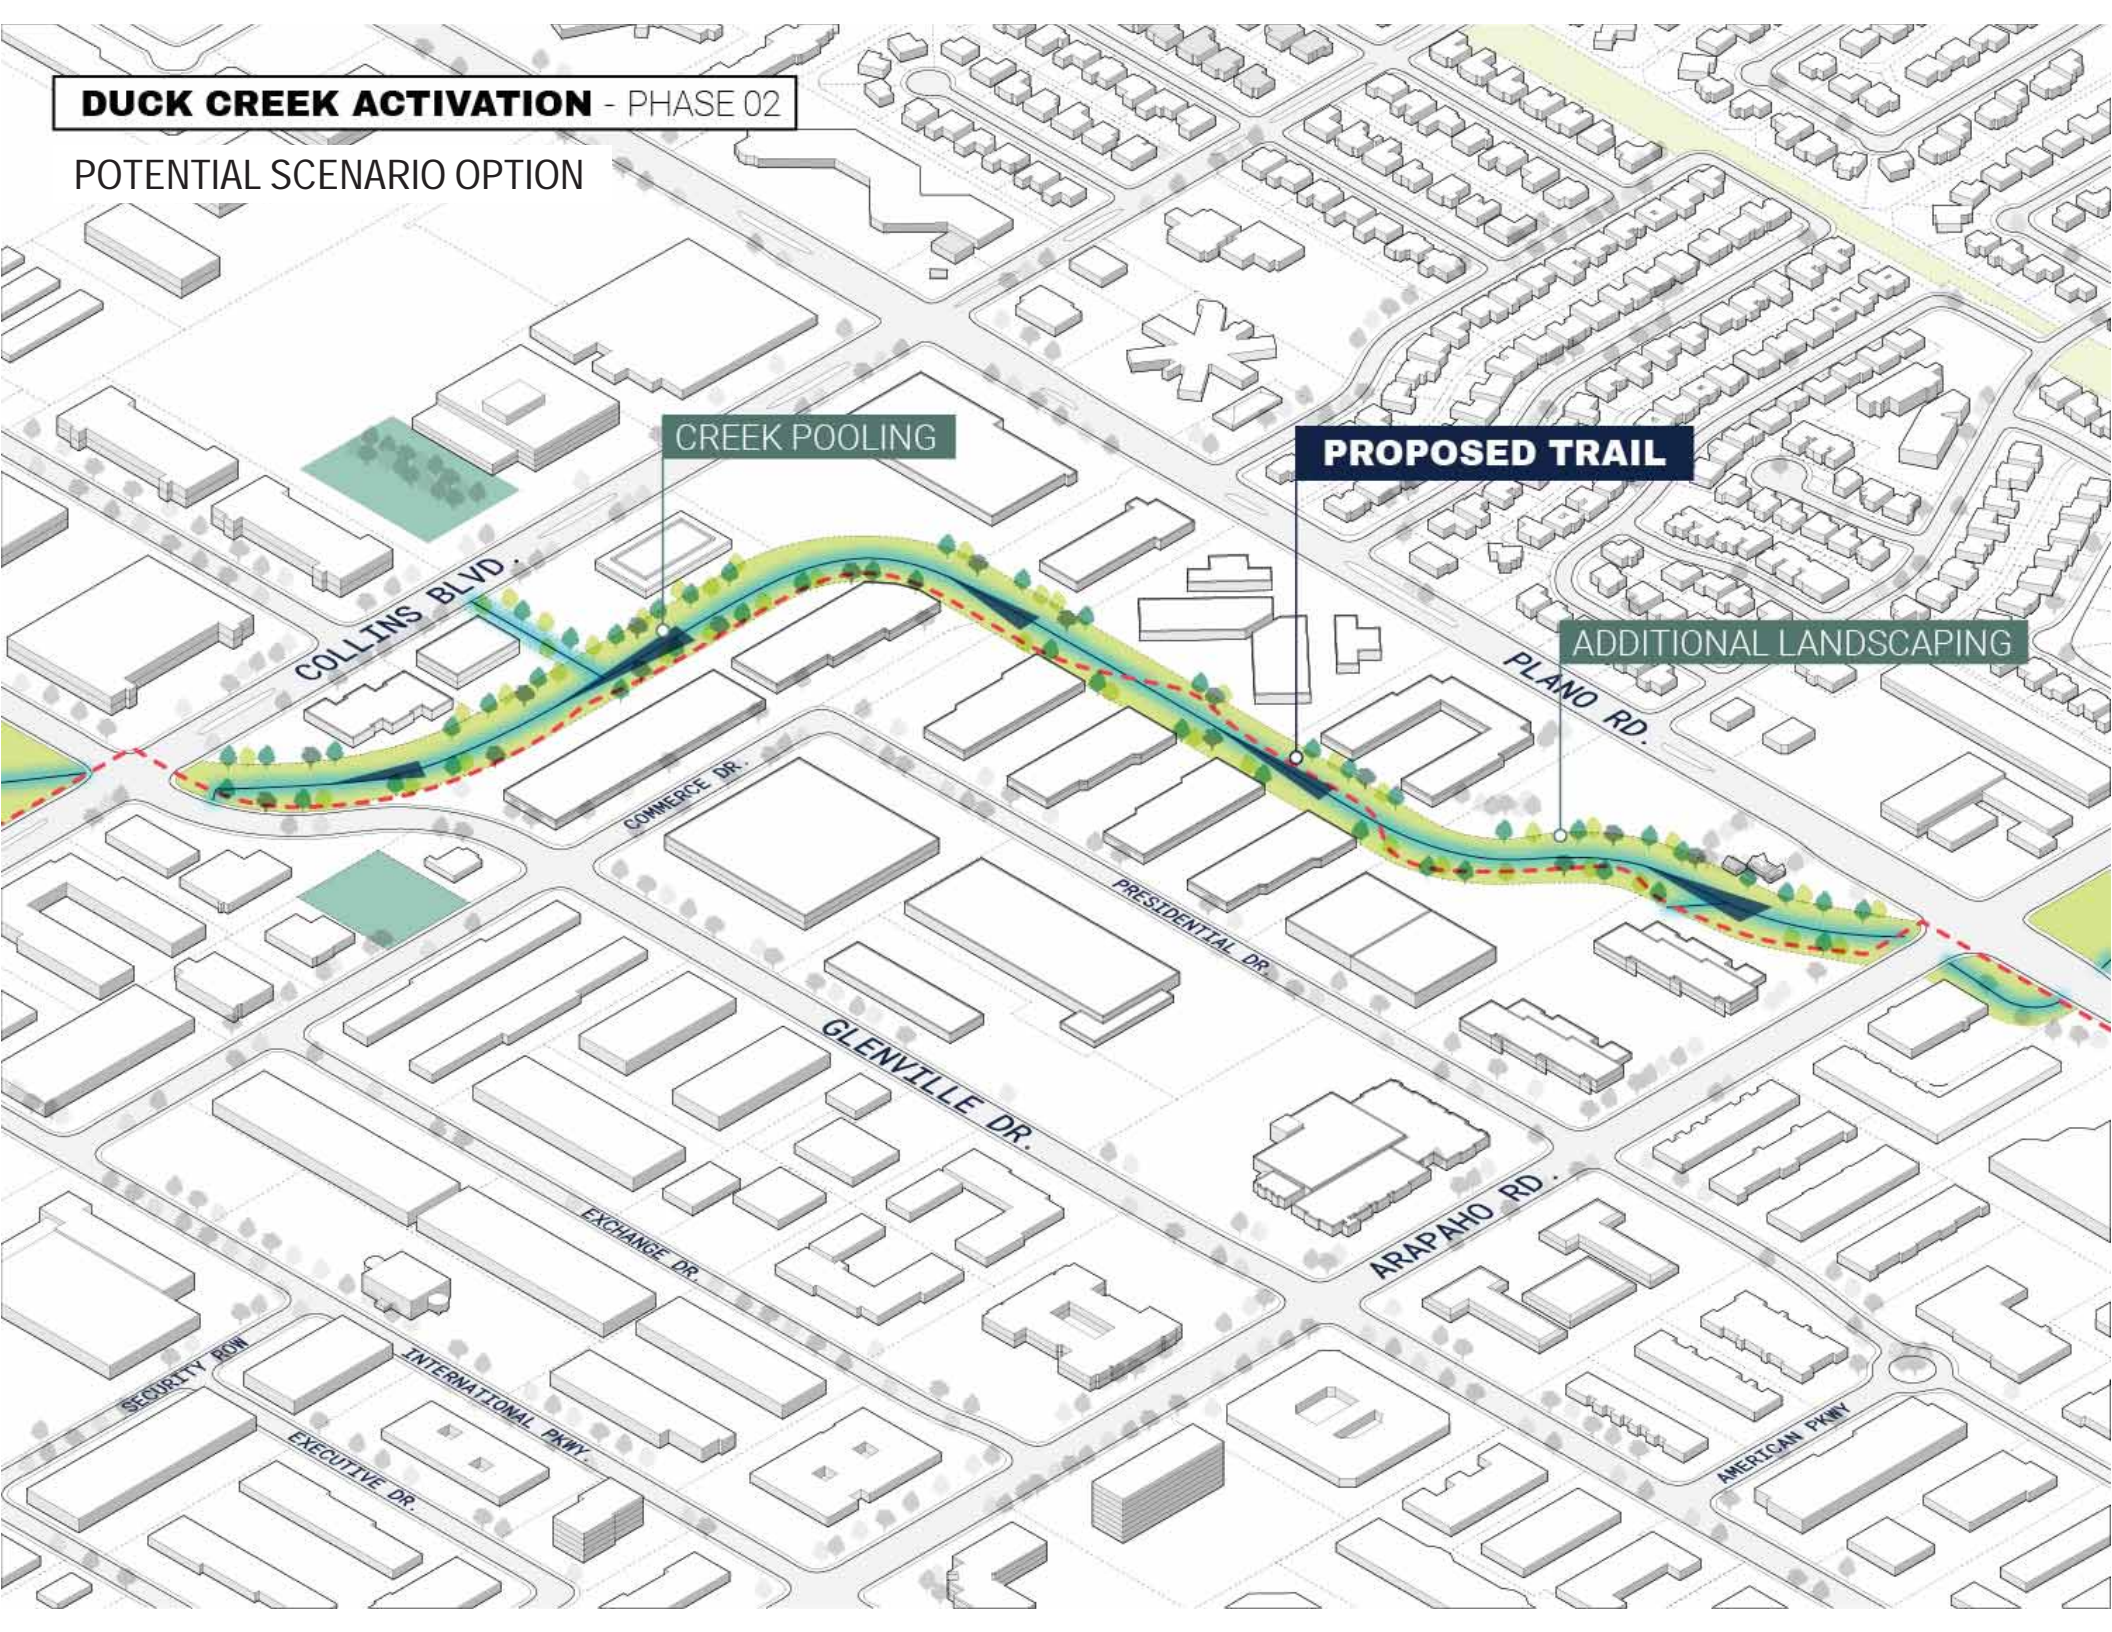 DUCK CREEK ACTIVATION - PHASE 02
POTENTIAL SCENARIO OPTION
CREEK POOLING
PROPOSED TRAIL
COLLINS BLVD.
ADDITIONAL LANDSCAPING
PLANO RD.
COMMERCE DR.
PRESIDENTIAL DR.
GLENVILLE DR.
ARAPAHO RD.
EXCHANGE DR.
SECURITY ROW
INTERNATIONAL PKWY.
EXECUTIVE DR.
AMERICAN PKWY